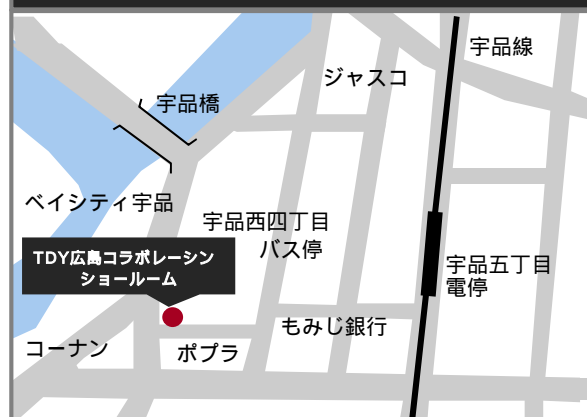 宇品線
ジャスコ
宇品橋
ベイシティ宇品
宇品西四丁目
バス停
TDY広島コラボレーシン
ショールーム
宇品五丁目
電停
もみじ銀行
コーナン
ポプラ